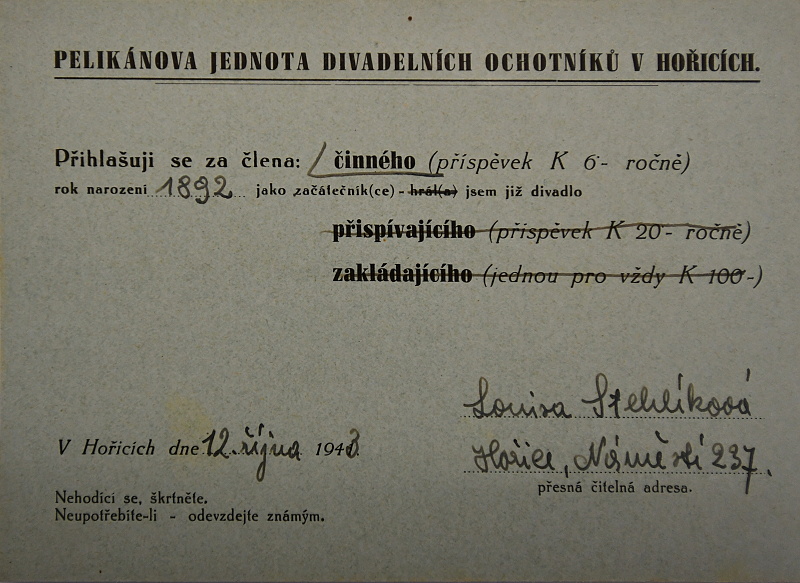 PELIKÁNOVA JEDNOTA DIVADELNÍCH OCHOTNÍKŮ V HOŘICÍCH.
Přihlašuji se za člena: činného (příspěvek K 6·- ročně)
rok narození 1892 jako začátečník(ce) - hrál(a) jsem již divadlo
přispívajícího (příspěvek K 20·- ročně)
zakládajícího (jednou pro vždy K 100·-)
Louisa Stehlíková
V Hořicích dne 12. října 1943
Hořice, Náměstí 237.
přesná čitelná adresa.
Nehodící se, škrtněte.
Neupotřebíte-li - odevzdejte známým.